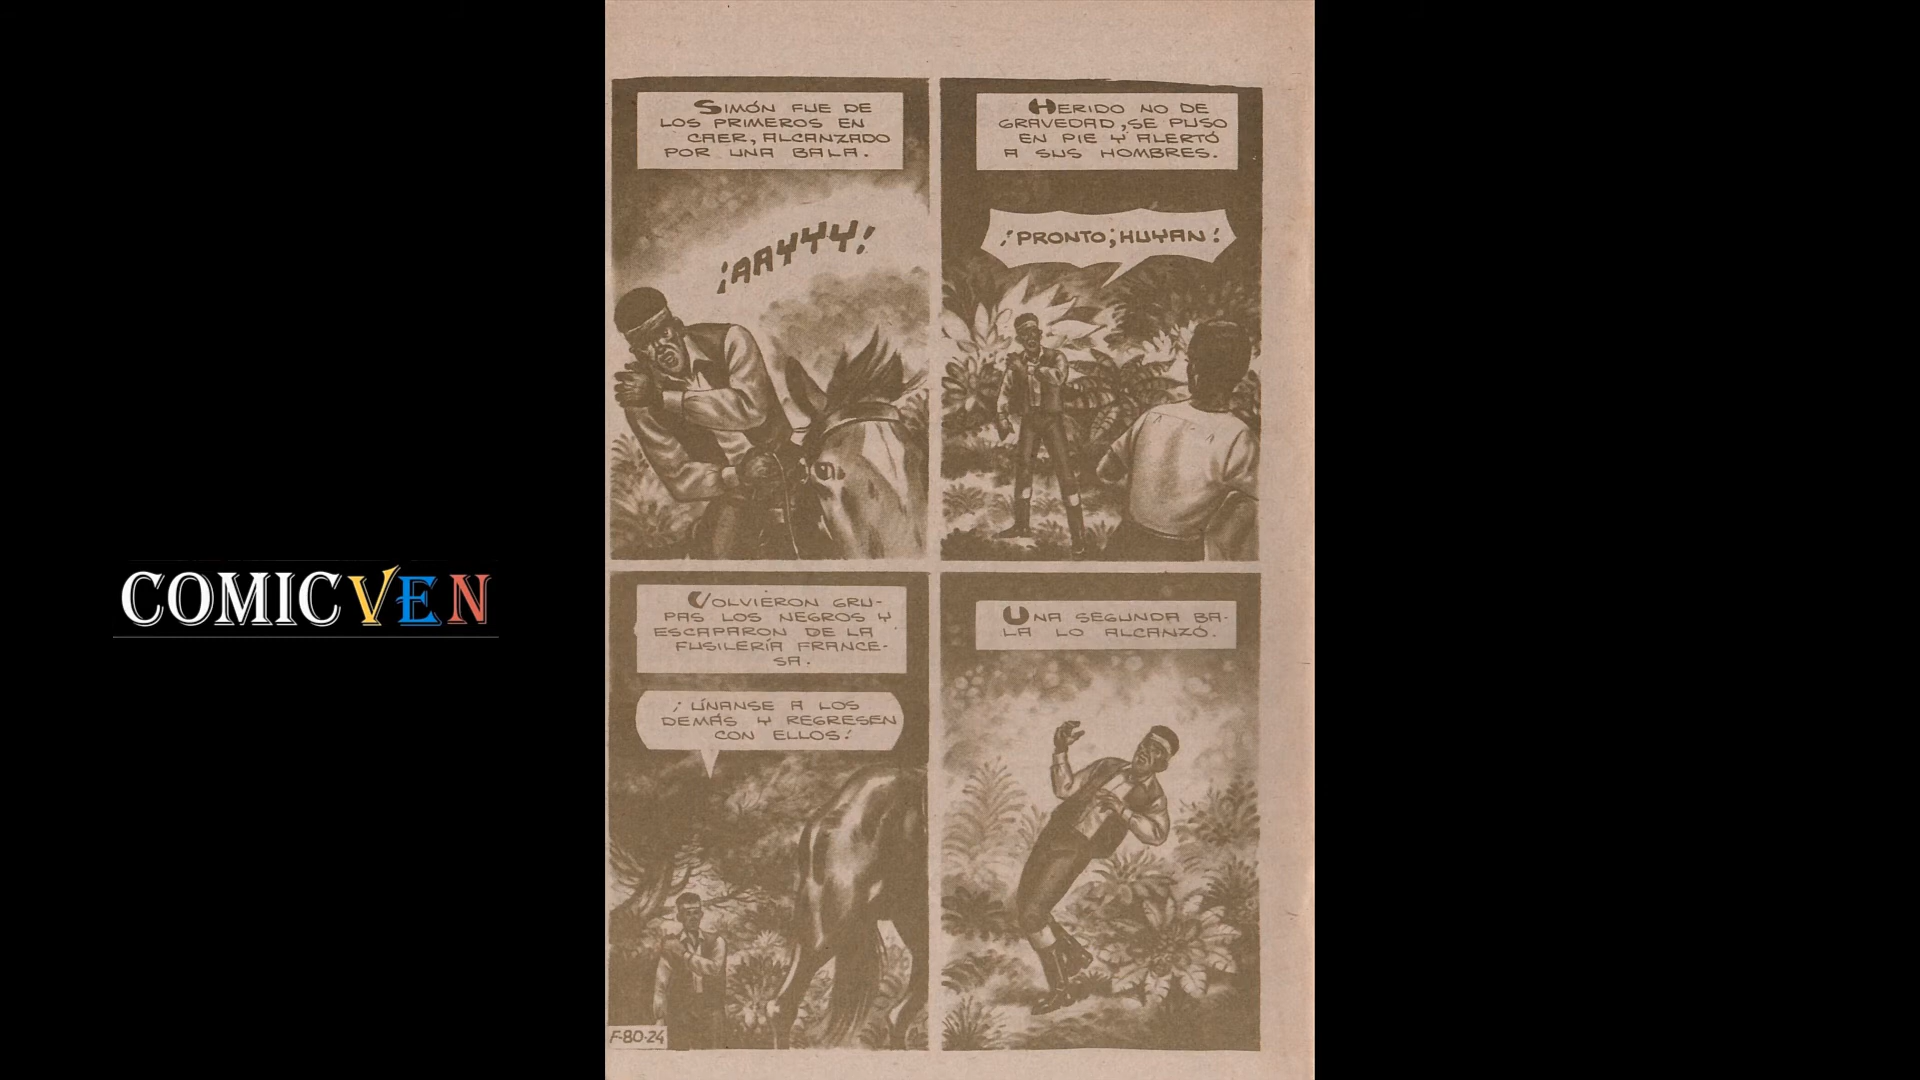 SIMÓN FUE DE
LOS PRIMEROS EN
CAER, ALCANZADO
POR UNA BALA.
¡AAYYY!
HERIDO NO DE
GRAVEDAD, SE PUSO
EN PIE Y ALERTÓ
A SUS HOMBRES.
¡PRONTO; HUYAN!
VOLVIERON GRU-
PAS LOS NEGROS Y
ESCAPARON DE LA
FUSILERÍA FRANCE-
SA.
¡ÚNANSE A LOS
DEMÁS Y REGRESEN
CON ELLOS!
UNA SEGUNDA BA-
LA LO ALCANZÓ.
F-80-24
COMICVEN